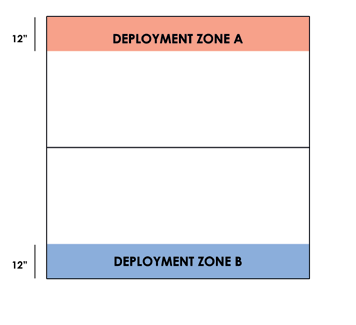 12" DEPLOYMENT ZONE A
12" DEPLOYMENT ZONE B